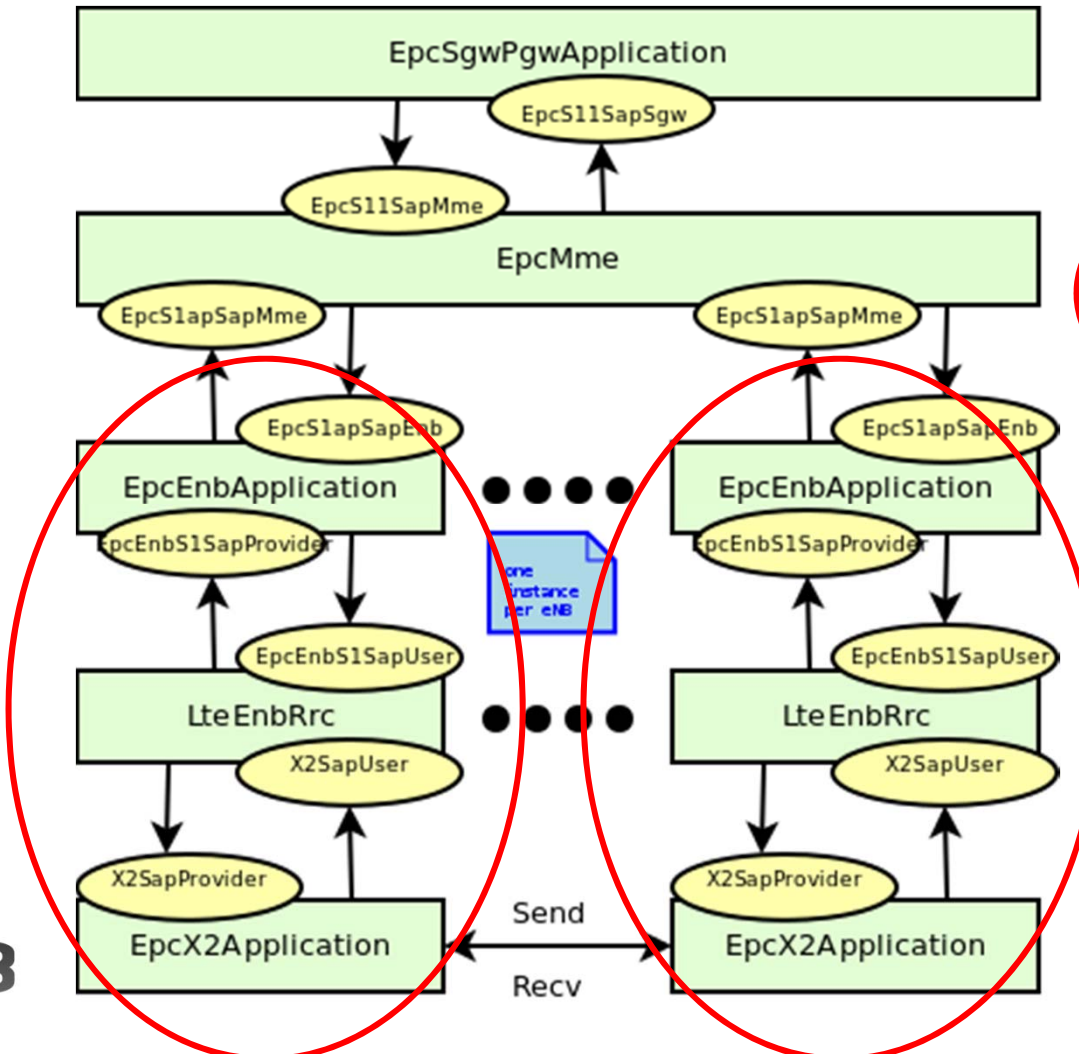 EpcSgwPgwApplication
EpcS11SapSgw
EpcS11SapMme
EpcMme
EpcS1apSapMme
EpcS1apSapMme
EpcS1apSapEnb
EpcS1apSapEnb
EpcEnbApplication
EpcEnbApplication
EpcEnbS1SapProvider
EpcEnbS1SapProvider
one
instance
per eNB
EpcEnbS1SapUser
EpcEnbS1SapUser
LteEnbRrc
LteEnbRrc
X2SapUser
X2SapUser
X2SapProvider
X2SapProvider
Send
EpcX2Application
EpcX2Application
Recv